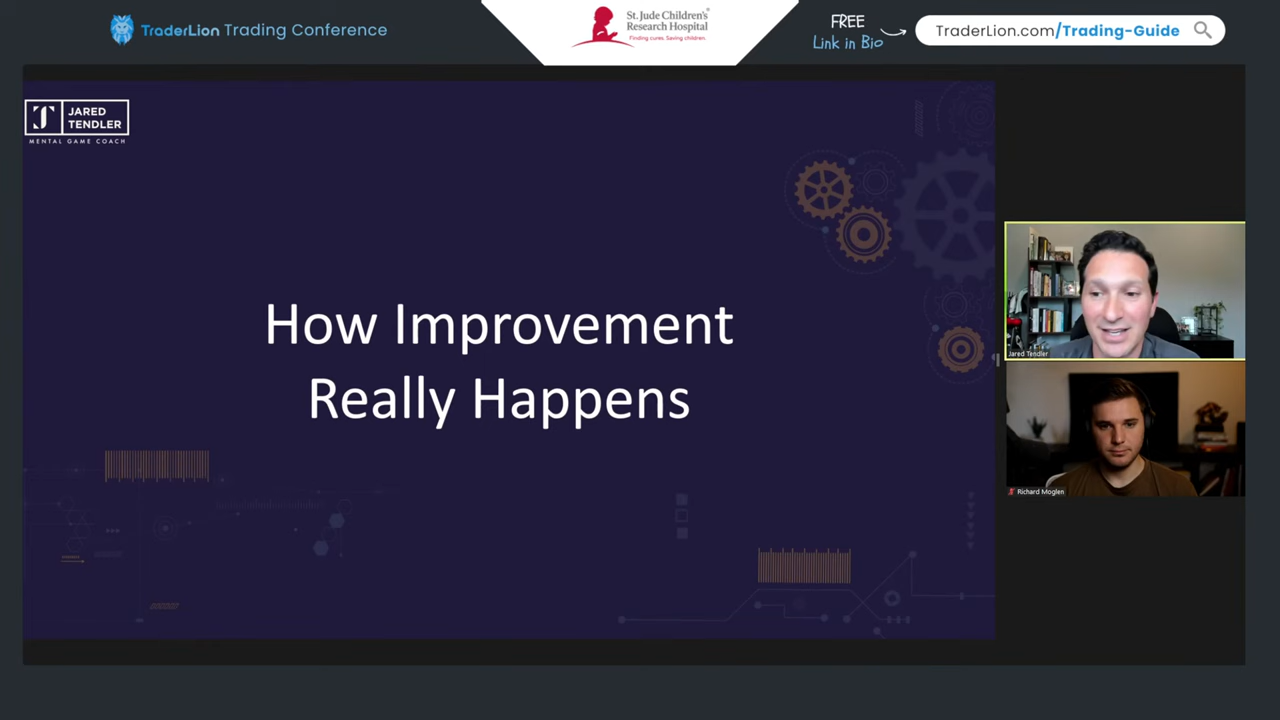 TraderLion Trading Conference
St. Jude Children's
Research Hospital
Finding cures. Saving children.
FREE
Link in Bio
TraderLion.com/Trading-Guide
JT JARED
TENDLER
MENTAL GAME COACH
How Improvement
Really Happens
Jared Tendler
Richard Moglen